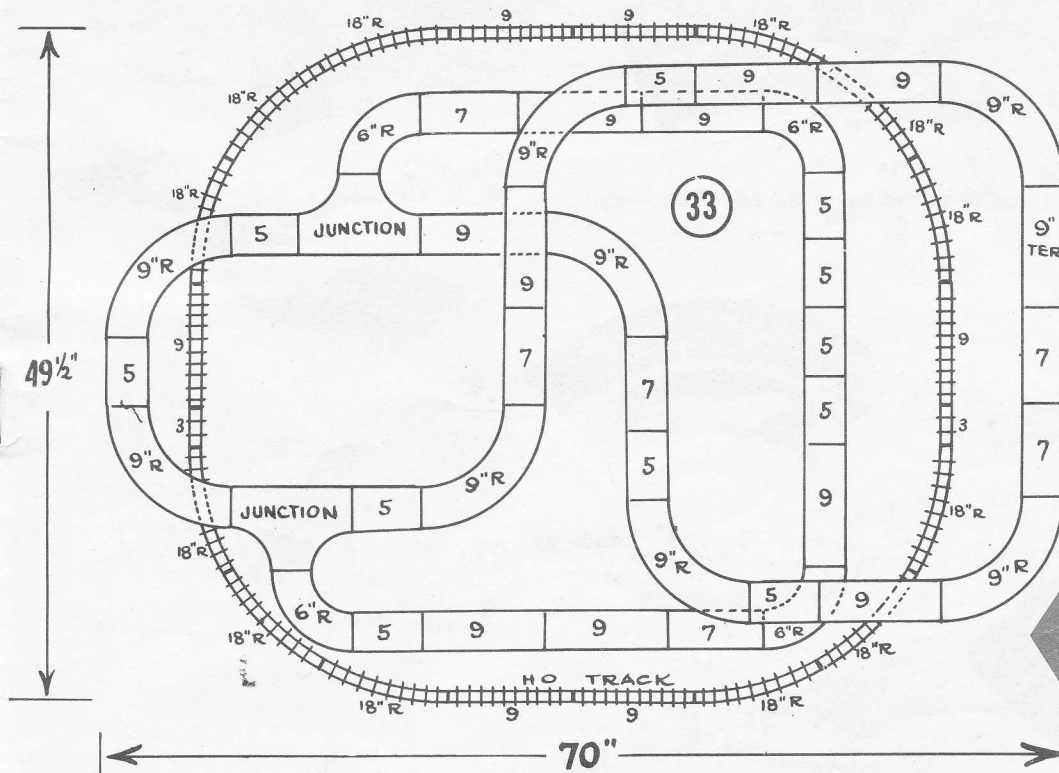 18"R 9 9 18"R
18"R
5 9 9
9"R
6"R 7 9 9 6"R 18"R
9"R
33
18"R
5 18"R
5 JUNCTION 9
9"R 9"R 9"
TER
9 5
9 9
5 7 5 7
7
3 5 3
7
9"R 9"R 5
9
JUNCTION 5
18"R 18"R
9"R 9"R
6"R 5 9
18"R 5 9 9 7 6"R 18"R
HO TRACK
18"R 9 9 18"R
49½"
70"